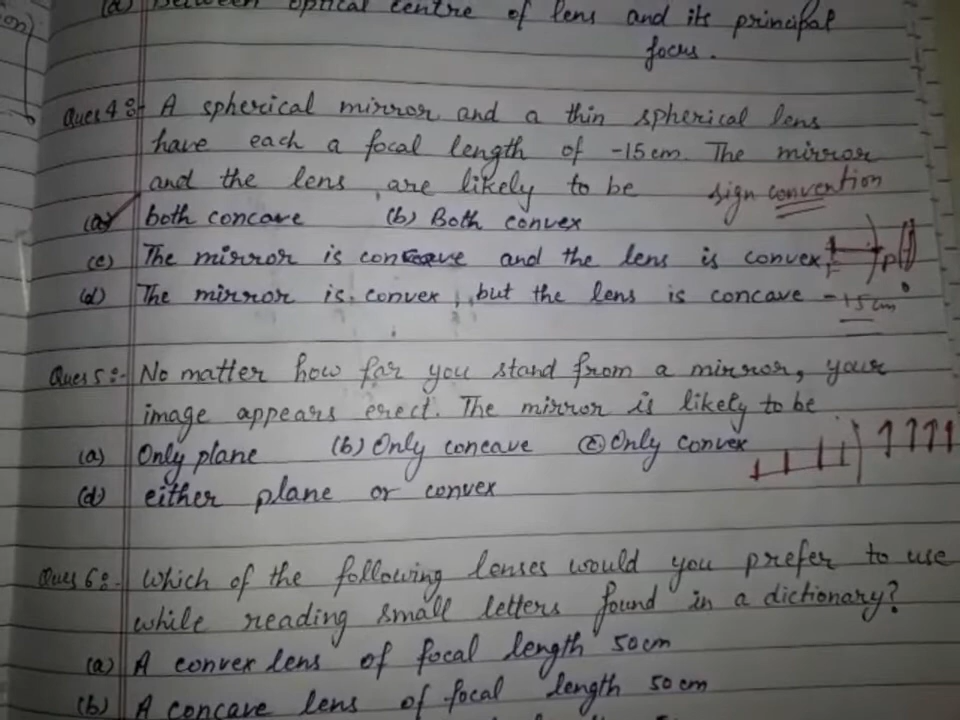 (a) Between optical centre of lens and its principal
focus.
Ques 4:- A spherical mirror and a thin spherical lens
have each a focal length of -15 cm. The mirror
and the lens are likely to be
sign convention
(a) both concave (b) Both convex
(c) The mirror is concave and the lens is convex
(d) The mirror is convex, but the lens is concave
-15 cm
Ques 5:- No matter how far you stand from a mirror, your
image appears erect. The mirror is likely to be
(a) Only plane (b) Only concave (c) Only convex
(d) either plane or convex
Ques 6:- Which of the following lenses would you prefer to use
while reading small letters found in a dictionary?
(a) A convex lens of focal length 50 cm
(b) A concave lens of focal length 50 cm